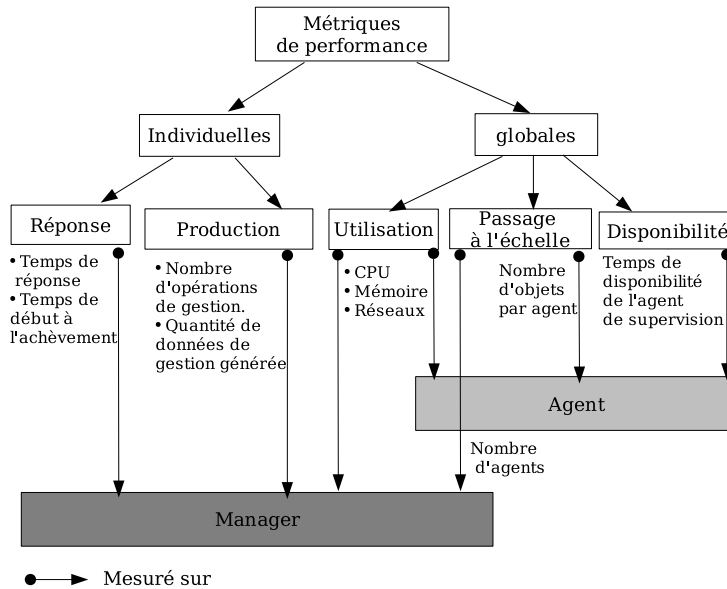 Métriques
de performance
Individuelles
globales
Réponse
Production
Utilisation
Passage
à l'échelle
Disponibilité
• Temps de
réponse
• Temps de
début à
l'achèvement
• Nombre
d'opérations
de gestion.
• Quantité de
données de
gestion générée
• CPU
• Mémoire
• Réseaux
Nombre
d'objets
par agent
Temps de
disponibilité
de l'agent
de supervision
Agent
Nombre
d'agents
Manager
Mesuré sur